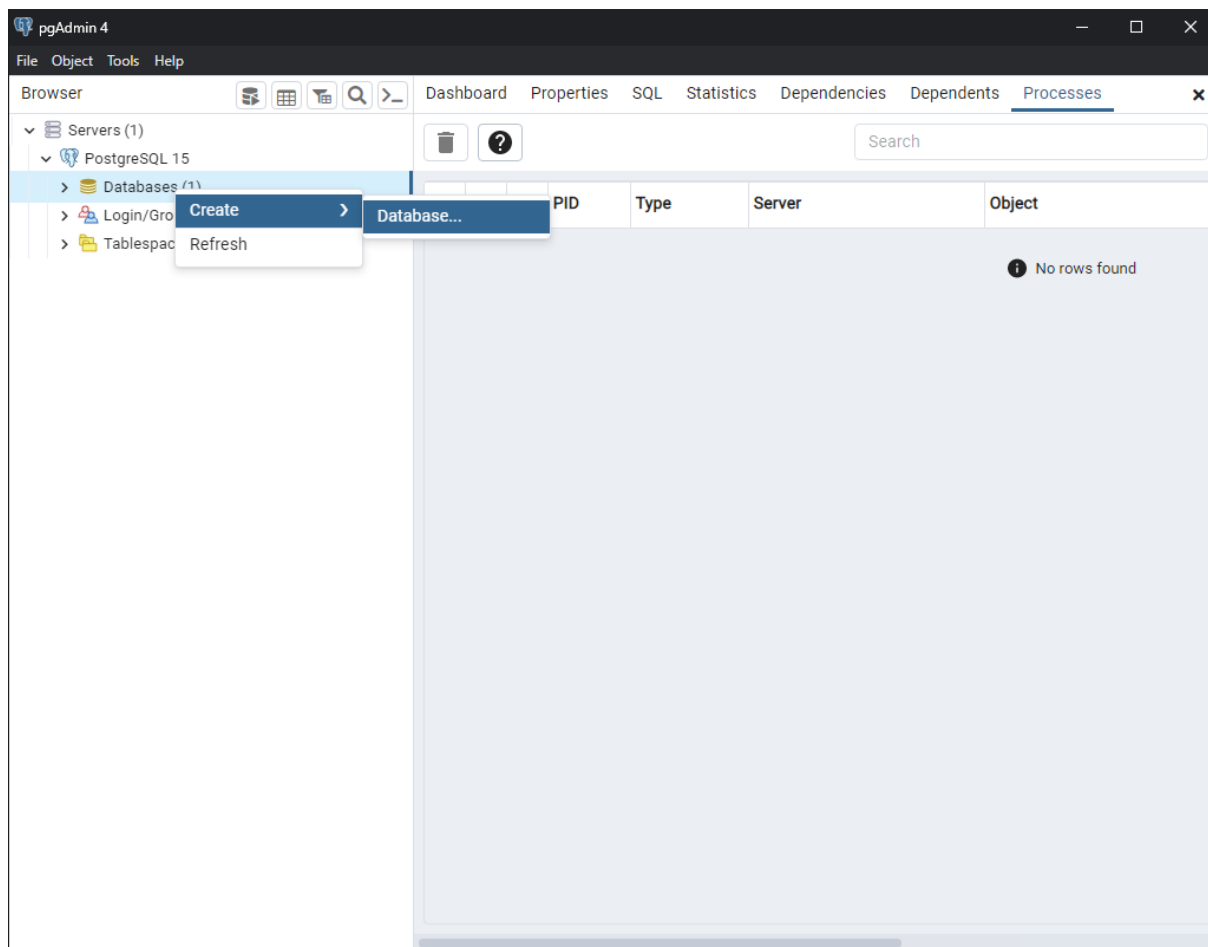 pgAdmin 4
File Object Tools Help
Browser
Dashboard Properties SQL Statistics Dependencies Dependents Processes
Servers (1)
PostgreSQL 15
Search
Databases (1)
Login/Gro
Tablespac
Create
Refresh
Database...
PID Type Server Object
No rows found